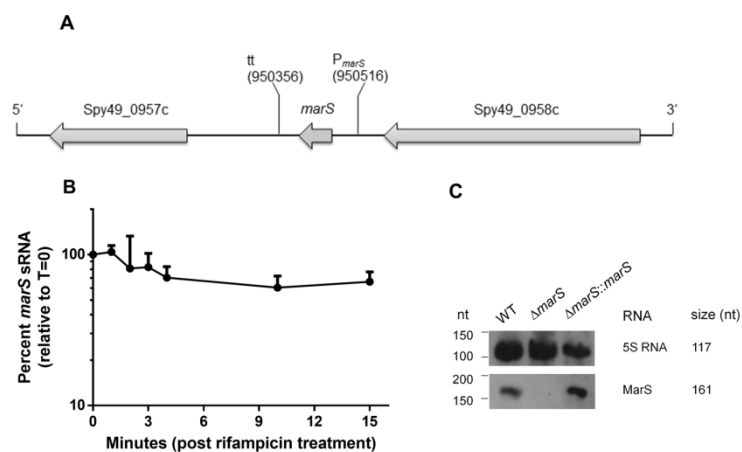 A
tt
(950356)
PmarS
(950516)
5'
Spy49_0957c
marS
Spy49_0958c
3'
B
Percent marS sRNA
(relative to T=0)
100
10
0 3 6 9 12 15
Minutes (post rifampicin treatment)
C
nt
WT
ΔmarS
ΔmarS::marS
RNA
size (nt)
150
100
5S RNA
117
200
150
MarS
161